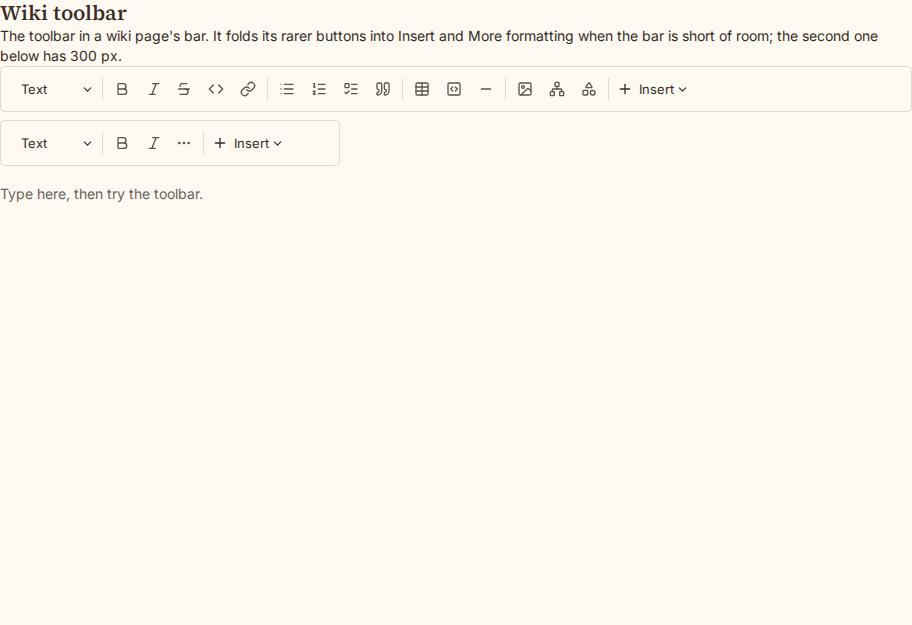 Wiki toolbar
The toolbar in a wiki page's bar. It folds its rarer buttons into Insert and More formatting when the bar is short of room; the second one
below has 300 px.
Text Insert
Text Insert
Type here, then try the toolbar.